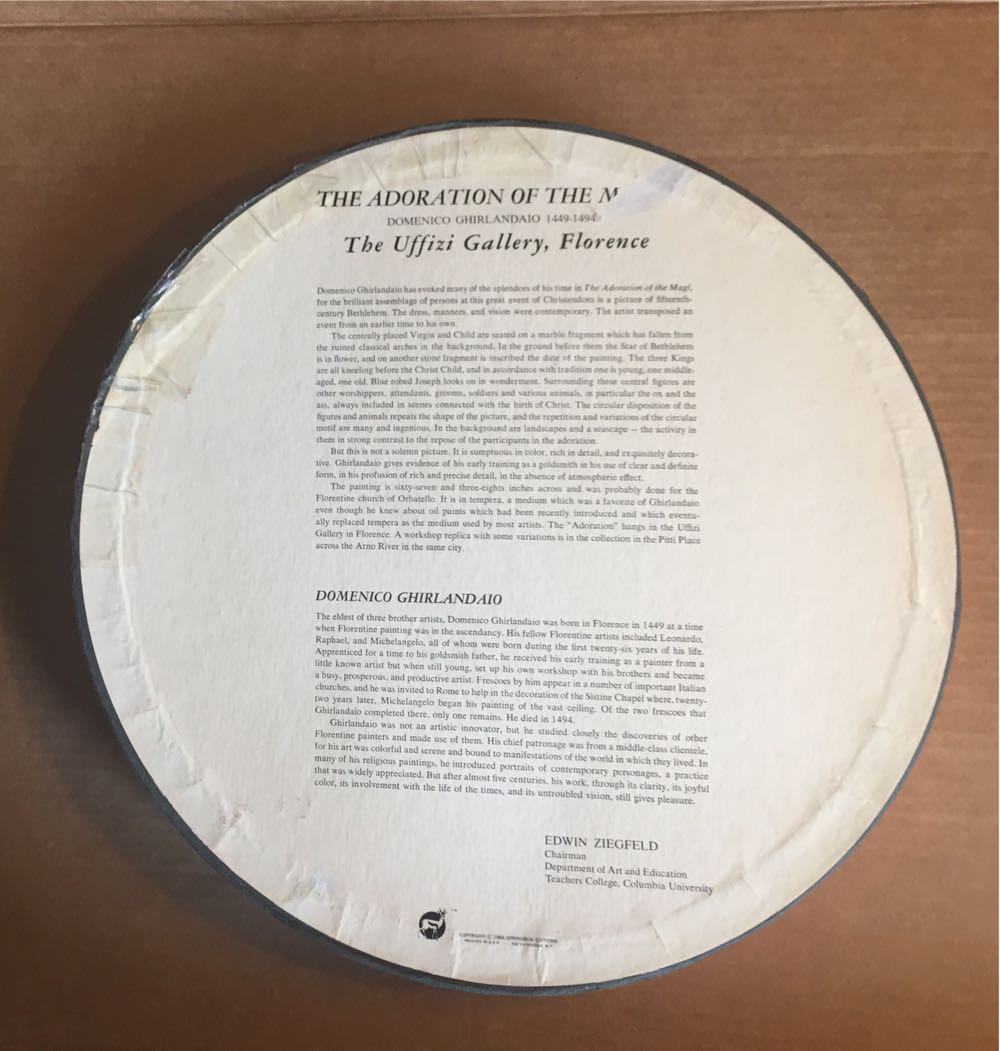 THE ADORATION OF THE M
DOMENICO GHIRLANDAIO 1449-1494
The Uffizi Gallery, Florence
Domenico Ghirlandaio has evoked many of the splendors of his time in The Adoration of the Magi,
for the brilliant assemblage of persons at this great event of Christendom is a picture of fifteenth-
century Bethlehem. The dress, manners, and vision were contemporary. The artist transposed an
event from an earlier time to his own.
The centrally placed Virgin and Child are seated on a marble fragment which has fallen from
the ruined classical arches in the background. In the ground before them the Star of Bethlehem
is in flower, and on another stone fragment is inscribed the date of the painting. The three Kings
are all kneeling before the Christ Child, and in accordance with tradition one is young, one middle-
aged, one old. Blue robed Joseph looks on in wonderment. Surrounding these central figures are
other worshippers, attendants, grooms, soldiers and various animals, in particular the ox and the
ass, always included in scenes connected with the birth of Christ. The circular disposition of the
figures and animals repeats the shape of the picture, and the repetition and variations of the circular
motif are many and ingenious. In the background are landscapes and a seascape — the activity in
them in strong contrast to the repose of the participants in the adoration.
But this is not a solemn picture. It is sumptuous in color, rich in detail, and exquisitely decora-
tive. Ghirlandaio gives evidence of his early training as a goldsmith in his use of clear and definite
form, in his profusion of rich and precise detail, in the absence of atmospheric effect.
The painting is sixty-seven and three-eights inches across and was probably done for the
Florentine church of Orbatello. It is in tempera, a medium which was a favorite of Ghirlandaio
even though he knew about oil paints which had been recently introduced and which eventu-
ally replaced tempera as the medium used by most artists. The "Adoration" hangs in the Uffizi
Gallery in Florence. A workshop replica with some variations is in the collection in the Pitti Place
across the Arno River in the same city.
DOMENICO GHIRLANDAIO
The eldest of three brother artists, Domenico Ghirlandaio was born in Florence in 1449 at a time
when Florentine painting was in the ascendancy. His fellow Florentine artists included Leonardo,
Raphael, and Michelangelo, all of whom were born during the first twenty-six years of his life.
Apprenticed for a time to his goldsmith father, he received his early training as a painter from a
little known artist but when still young, set up his own workshop with his brothers and became
a busy, prosperous, and productive artist. Frescoes by him appear in a number of important Italian
churches, and he was invited to Rome to help in the decoration of the Sistine Chapel where, twenty-
two years later, Michelangelo began his painting of the vast ceiling. Of the two frescoes that
Ghirlandaio completed there, only one remains. He died in 1494.
Ghirlandaio was not an artistic innovator, but he studied closely the discoveries of other
Florentine painters and made use of them. His chief patronage was from a middle-class clientele,
for his art was colorful and serene and bound to manifestations of the world in which they lived. In
many of his religious paintings, he introduced portraits of contemporary personages, a practice
that was widely appreciated. But after almost five centuries, his work, through its clarity, its joyful
color, its involvement with the life of the times, and its untroubled vision, still gives pleasure.
EDWIN ZIEGFELD
Chairman
Department of Art and Education
Teachers College, Columbia University
TM
COPYRIGHT © 1966 SPRINGBOK EDITIONS
PRINTED IN U.S.A.